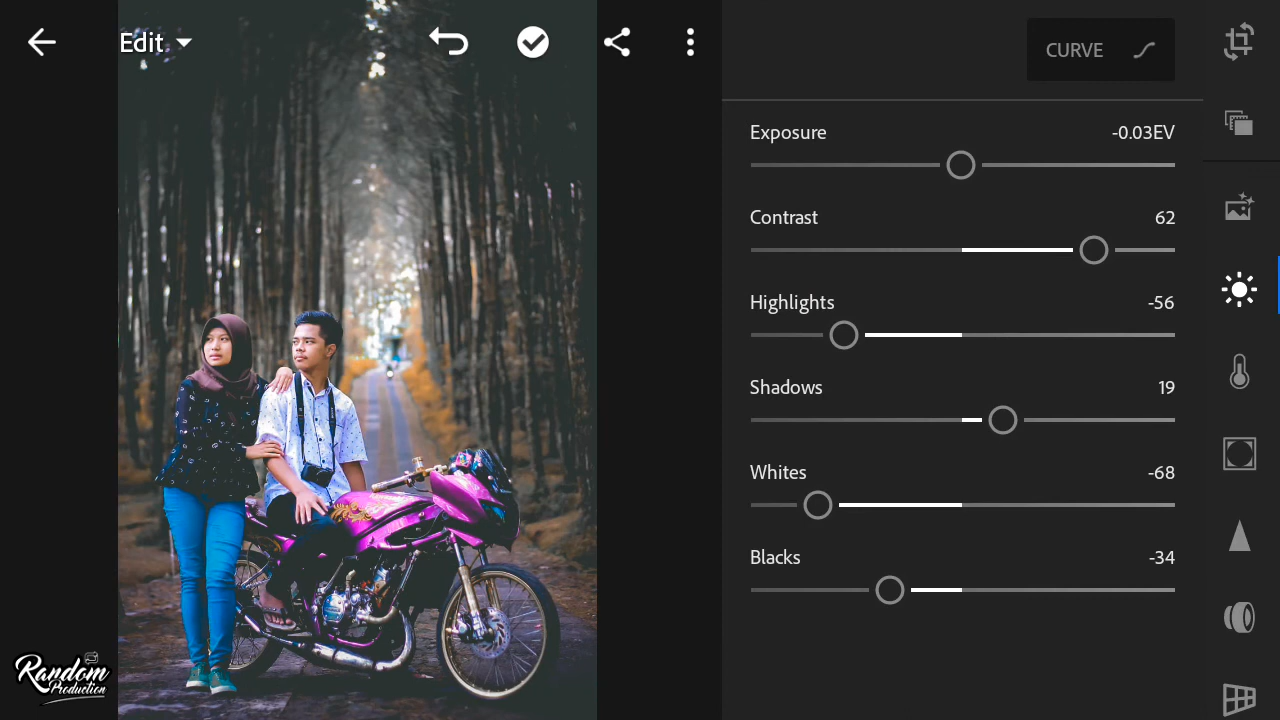 Edit
CURVE
Exposure -0.03EV
Contrast 62
Highlights -56
Shadows 19
Whites -68
Blacks -34
Random
Production